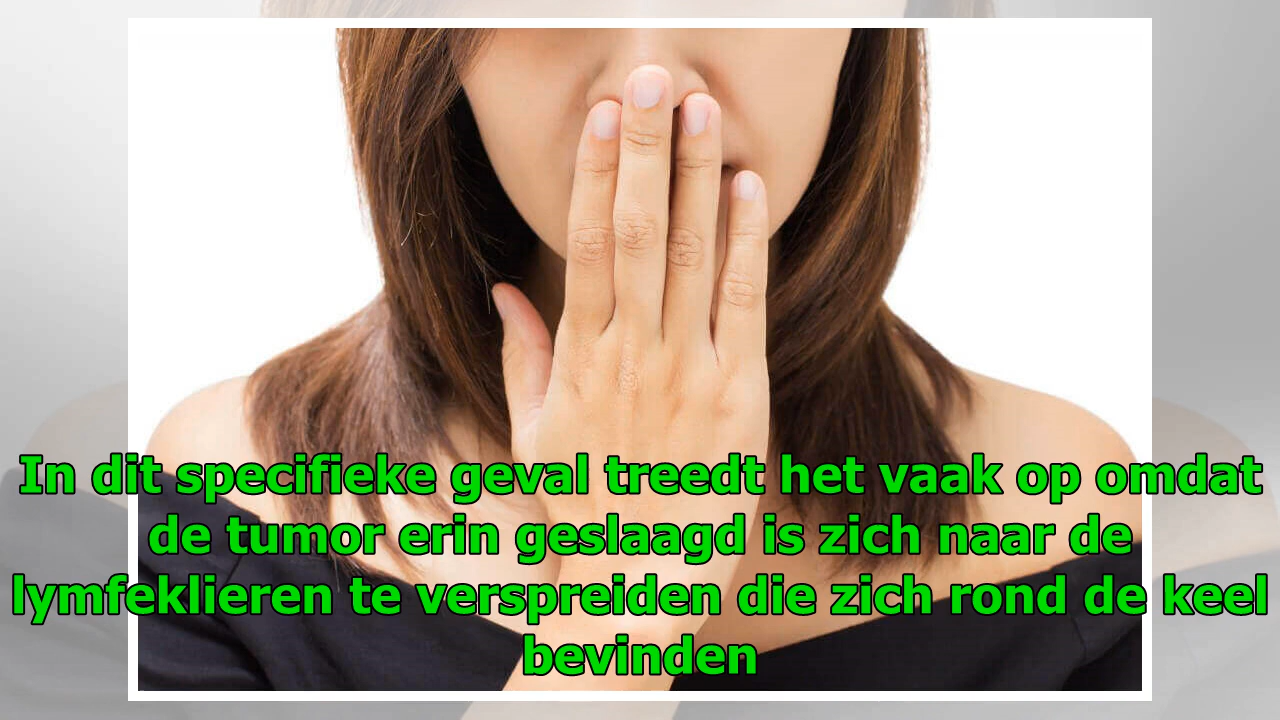 In dit specifieke geval treedt het vaak op omdat
de tumor erin geslaagd is zich naar de
lymfeklieren te verspreiden die zich rond de keel
bevinden